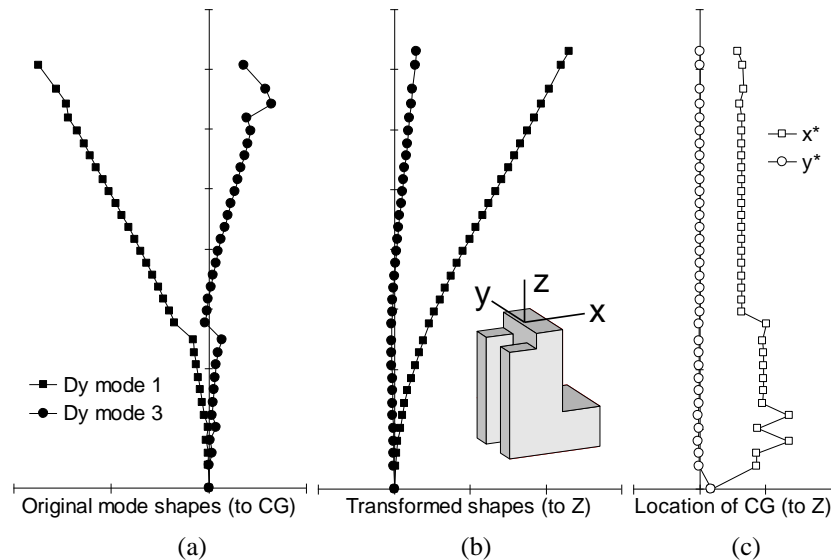 Dy mode 1
Dy mode 3
Original mode shapes (to CG)
(a)
z
y
x
Transformed shapes (to Z)
(b)
x*
y*
Location of CG (to Z)
(c)